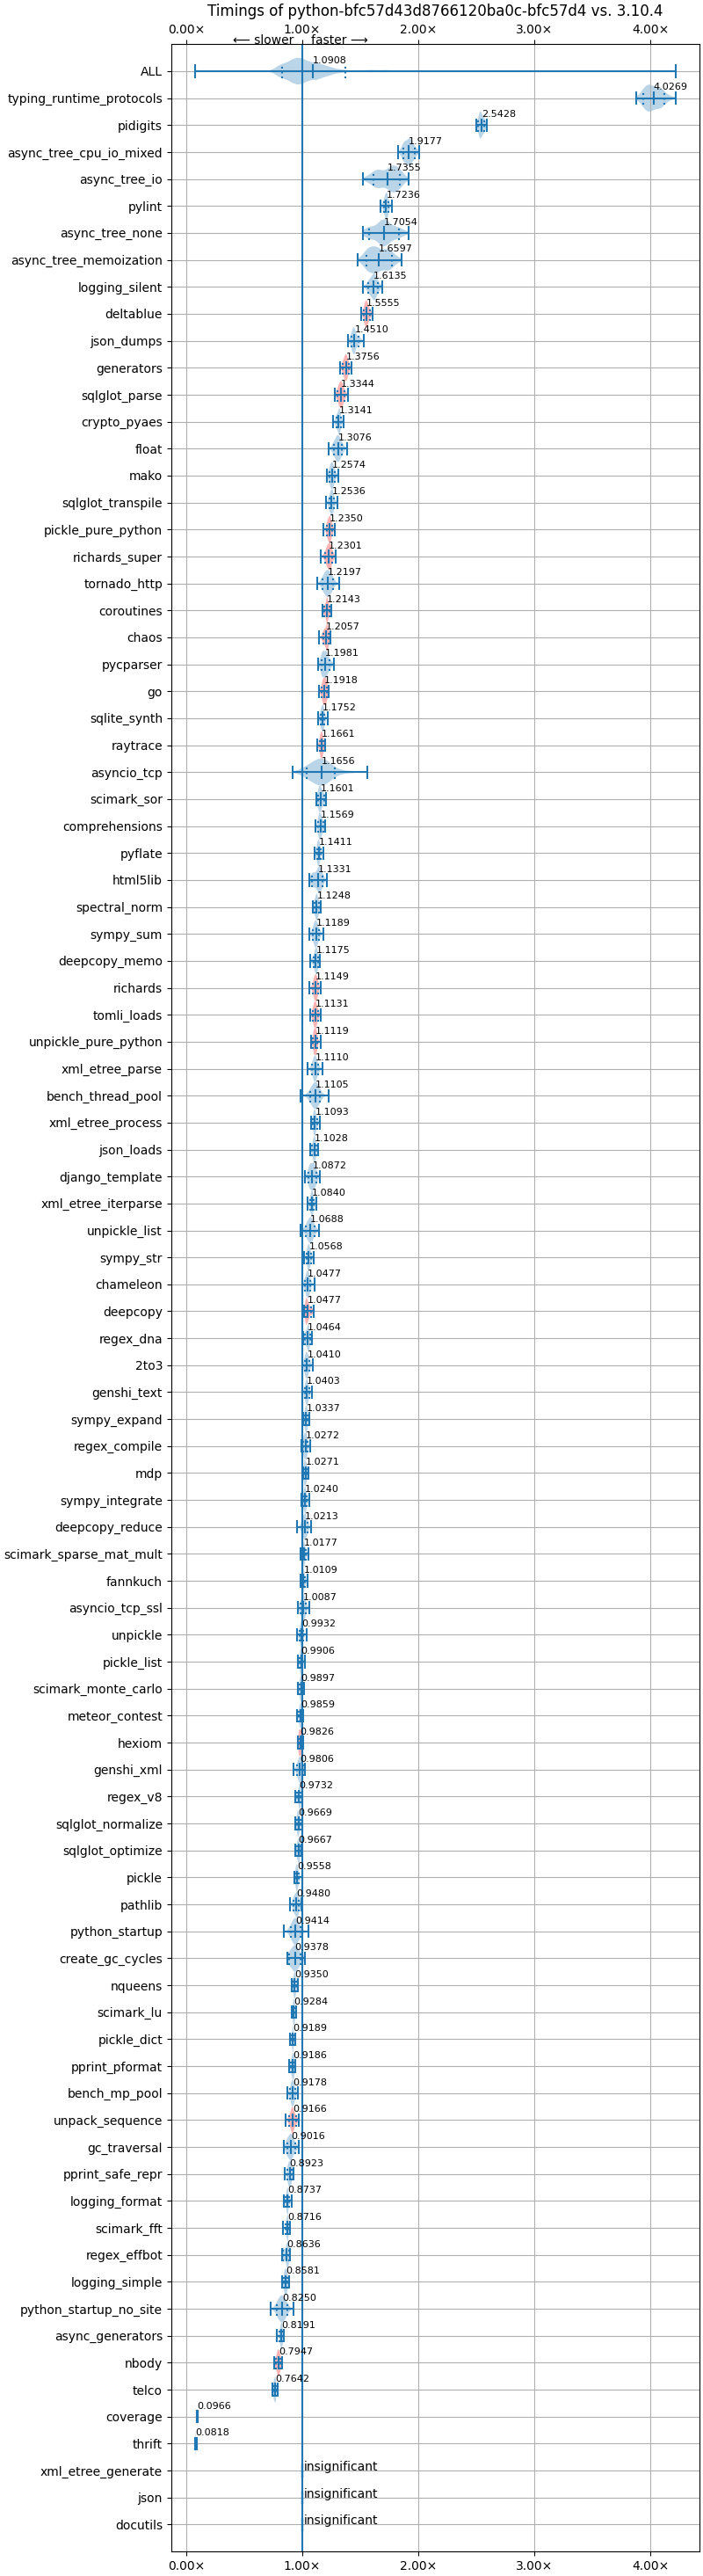 Timings of python-bfc57d43d8766120ba0c-bfc57d4 vs. 3.10.4
0.00× 1.00× 2.00× 3.00× 4.00×
⟵ slower faster ⟶
ALL 1.0908
typing_runtime_protocols 4.0269
pidigits 2.5428
async_tree_cpu_io_mixed 1.9177
async_tree_io 1.7355
pylint 1.7236
async_tree_none 1.7054
async_tree_memoization 1.6597
logging_silent 1.6135
deltablue 1.5555
json_dumps 1.4510
generators 1.3756
sqlglot_parse 1.3344
crypto_pyaes 1.3141
float 1.3076
mako 1.2574
sqlglot_transpile 1.2536
pickle_pure_python 1.2350
richards_super 1.2301
tornado_http 1.2197
coroutines 1.2143
chaos 1.2057
pycparser 1.1981
go 1.1918
sqlite_synth 1.1752
raytrace 1.1661
asyncio_tcp 1.1656
scimark_sor 1.1601
comprehensions 1.1569
pyflate 1.1411
html5lib 1.1331
spectral_norm 1.1248
sympy_sum 1.1189
deepcopy_memo 1.1175
richards 1.1149
tomli_loads 1.1131
unpickle_pure_python 1.1119
xml_etree_parse 1.1110
bench_thread_pool 1.1105
xml_etree_process 1.1093
json_loads 1.1028
django_template 1.0872
xml_etree_iterparse 1.0840
unpickle_list 1.0688
sympy_str 1.0568
chameleon 1.0477
deepcopy 1.0477
regex_dna 1.0464
2to3 1.0410
genshi_text 1.0403
sympy_expand 1.0337
regex_compile 1.0272
mdp 1.0271
sympy_integrate 1.0240
deepcopy_reduce 1.0213
scimark_sparse_mat_mult 1.0177
fannkuch 1.0109
asyncio_tcp_ssl 1.0087
unpickle 0.9932
pickle_list 0.9906
scimark_monte_carlo 0.9897
meteor_contest 0.9859
hexiom 0.9826
genshi_xml 0.9806
regex_v8 0.9732
sqlglot_normalize 0.9669
sqlglot_optimize 0.9667
pickle 0.9558
pathlib 0.9480
python_startup 0.9414
create_gc_cycles 0.9378
nqueens 0.9350
scimark_lu 0.9284
pickle_dict 0.9189
pprint_pformat 0.9186
bench_mp_pool 0.9178
unpack_sequence 0.9166
gc_traversal 0.9016
pprint_safe_repr 0.8923
logging_format 0.8737
scimark_fft 0.8716
regex_effbot 0.8636
logging_simple 0.8581
python_startup_no_site 0.8250
async_generators 0.8191
nbody 0.7947
telco 0.7642
coverage 0.0966
thrift 0.0818
xml_etree_generate insignificant
json insignificant
docutils insignificant
0.00× 1.00× 2.00× 3.00× 4.00×